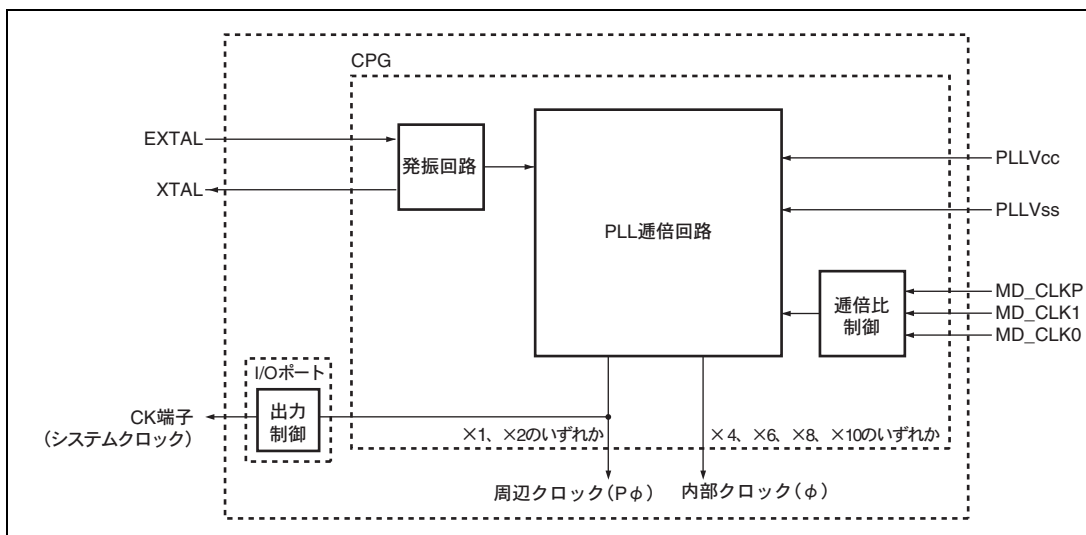 CPG
EXTAL
XTAL
発振回路
PLL逓倍回路
PLLVcc
PLLVss
逓倍比
制御
MD_CLKP
MD_CLK1
MD_CLK0
I/Oポート
出力
制御
CK端子
(システムクロック)
×1、×2のいずれか
×4、×6、×8、×10のいずれか
周辺クロック(Pφ)
内部クロック(φ)